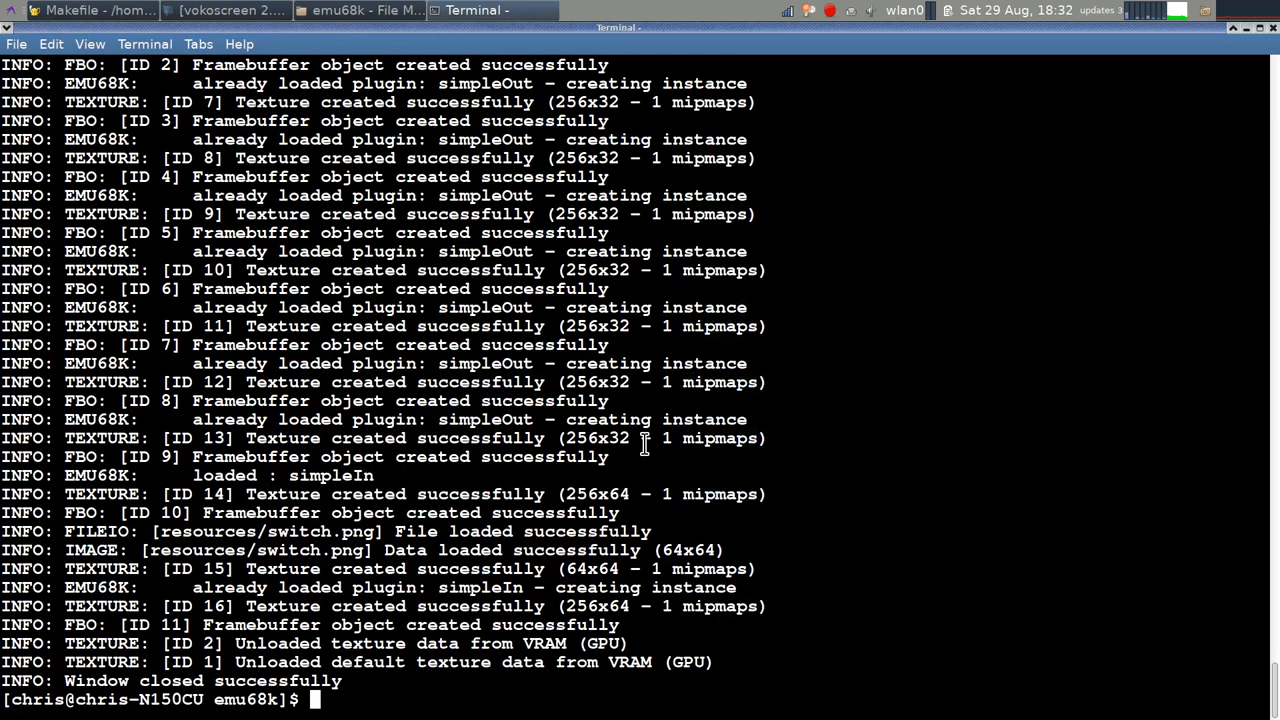 Makefile - /hom...
[vokoscreen 2....
emu68k - File M...
Terminal -
wlan0
Sat 29 Aug, 18:32
updates 3
Terminal -
File Edit View Terminal Tabs Help
INFO: FBO: [ID 2] Framebuffer object created successfully
INFO: EMU68K:     already loaded plugin: simpleOut - creating instance
INFO: TEXTURE: [ID 7] Texture created successfully (256x32 - 1 mipmaps)
INFO: FBO: [ID 3] Framebuffer object created successfully
INFO: EMU68K:     already loaded plugin: simpleOut - creating instance
INFO: TEXTURE: [ID 8] Texture created successfully (256x32 - 1 mipmaps)
INFO: FBO: [ID 4] Framebuffer object created successfully
INFO: EMU68K:     already loaded plugin: simpleOut - creating instance
INFO: TEXTURE: [ID 9] Texture created successfully (256x32 - 1 mipmaps)
INFO: FBO: [ID 5] Framebuffer object created successfully
INFO: EMU68K:     already loaded plugin: simpleOut - creating instance
INFO: TEXTURE: [ID 10] Texture created successfully (256x32 - 1 mipmaps)
INFO: FBO: [ID 6] Framebuffer object created successfully
INFO: EMU68K:     already loaded plugin: simpleOut - creating instance
INFO: TEXTURE: [ID 11] Texture created successfully (256x32 - 1 mipmaps)
INFO: FBO: [ID 7] Framebuffer object created successfully
INFO: EMU68K:     already loaded plugin: simpleOut - creating instance
INFO: TEXTURE: [ID 12] Texture created successfully (256x32 - 1 mipmaps)
INFO: FBO: [ID 8] Framebuffer object created successfully
INFO: EMU68K:     already loaded plugin: simpleOut - creating instance
INFO: TEXTURE: [ID 13] Texture created successfully (256x32 - 1 mipmaps)
INFO: FBO: [ID 9] Framebuffer object created successfully
INFO: EMU68K:     loaded : simpleIn
INFO: TEXTURE: [ID 14] Texture created successfully (256x64 - 1 mipmaps)
INFO: FBO: [ID 10] Framebuffer object created successfully
INFO: FILEIO: [resources/switch.png] File loaded successfully
INFO: IMAGE: [resources/switch.png] Data loaded successfully (64x64)
INFO: TEXTURE: [ID 15] Texture created successfully (64x64 - 1 mipmaps)
INFO: EMU68K:     already loaded plugin: simpleIn - creating instance
INFO: TEXTURE: [ID 16] Texture created successfully (256x64 - 1 mipmaps)
INFO: FBO: [ID 11] Framebuffer object created successfully
INFO: TEXTURE: [ID 2] Unloaded texture data from VRAM (GPU)
INFO: TEXTURE: [ID 1] Unloaded default texture data from VRAM (GPU)
INFO: Window closed successfully
[chris@chris-N150CU emu68k]$